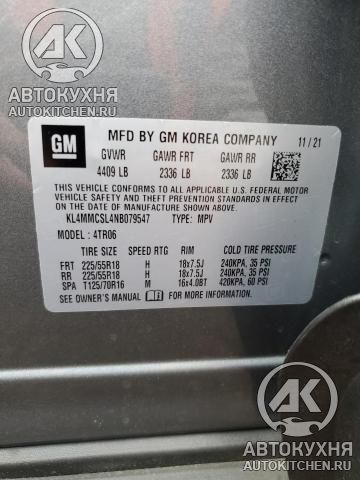 АК
АВТОКУХНЯ
AUTOKITCHEN.RU
GM
MFD BY GM KOREA COMPANY 11/21
GVWR GAWR FRT GAWR RR
4409 LB 2336 LB 2336 LB
THIS VEHICLE CONFORMS TO ALL APPLICABLE U.S. FEDERAL MOTOR
VEHICLE SAFETY AND THEFT PREVENTION STANDARDS IN EFFECT
ON THE DATE OF MANUFACTURE SHOWN ABOVE.
KL4MMCSL4NB079547 TYPE: MPV
MODEL: 4TR06
TIRE SIZE SPEED RTG RIM COLD TIRE PRESSURE
FRT 225/55R18 H 18x7.5J 240KPA, 35 PSI
RR 225/55R18 H 18x7.5J 240KPA, 35 PSI
SPA T125/70R16 M 16x4.0BT 420KPA, 60 PSI
SEE OWNER'S MANUAL FOR MORE INFORMATION
АК
АВТОКУХНЯ
AUTOKITCHEN.RU